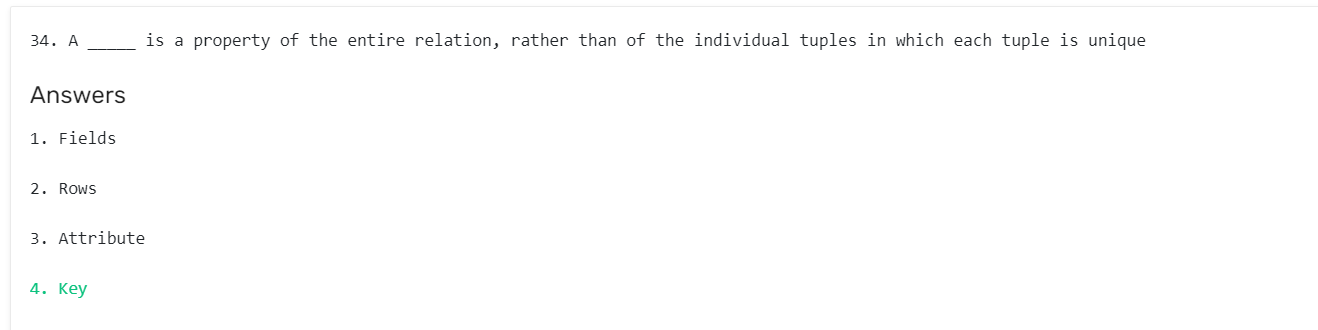 34. A _____ is a property of the entire relation, rather than of the individual tuples in which each tuple is unique
Answers
1. Fields
2. Rows
3. Attribute
4. Key